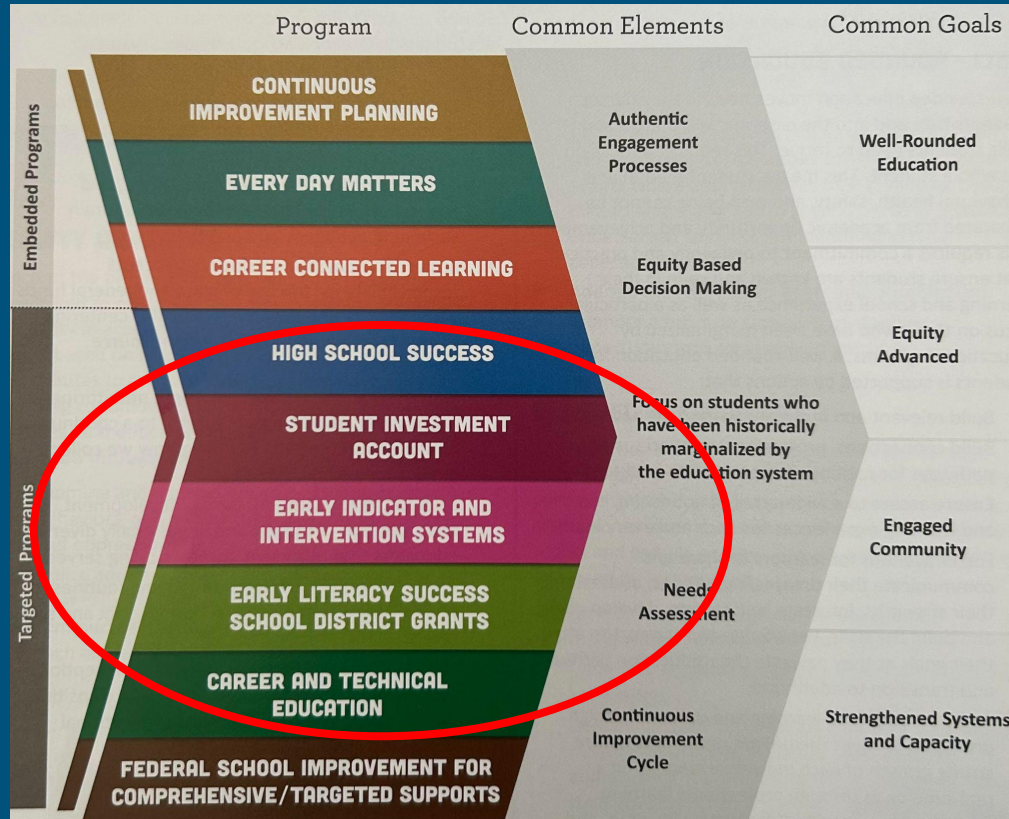 Program
Common Elements
Common Goals
Embedded Programs
CONTINUOUS
IMPROVEMENT PLANNING
EVERY DAY MATTERS
CAREER CONNECTED LEARNING
Targeted Programs
HIGH SCHOOL SUCCESS
STUDENT INVESTMENT
ACCOUNT
EARLY INDICATOR AND
INTERVENTION SYSTEMS
EARLY LITERACY SUCCESS
SCHOOL DISTRICT GRANTS
CAREER AND TECHNICAL
EDUCATION
FEDERAL SCHOOL IMPROVEMENT FOR
COMPREHENSIVE/TARGETED SUPPORTS
Authentic
Engagement
Processes
Equity Based
Decision Making
Focus on students who
have been historically
marginalized by
the education system
Needs
Assessment
Continuous
Improvement
Cycle
Well-Rounded
Education
Equity
Advanced
Engaged
Community
Strengthened Systems
and Capacity